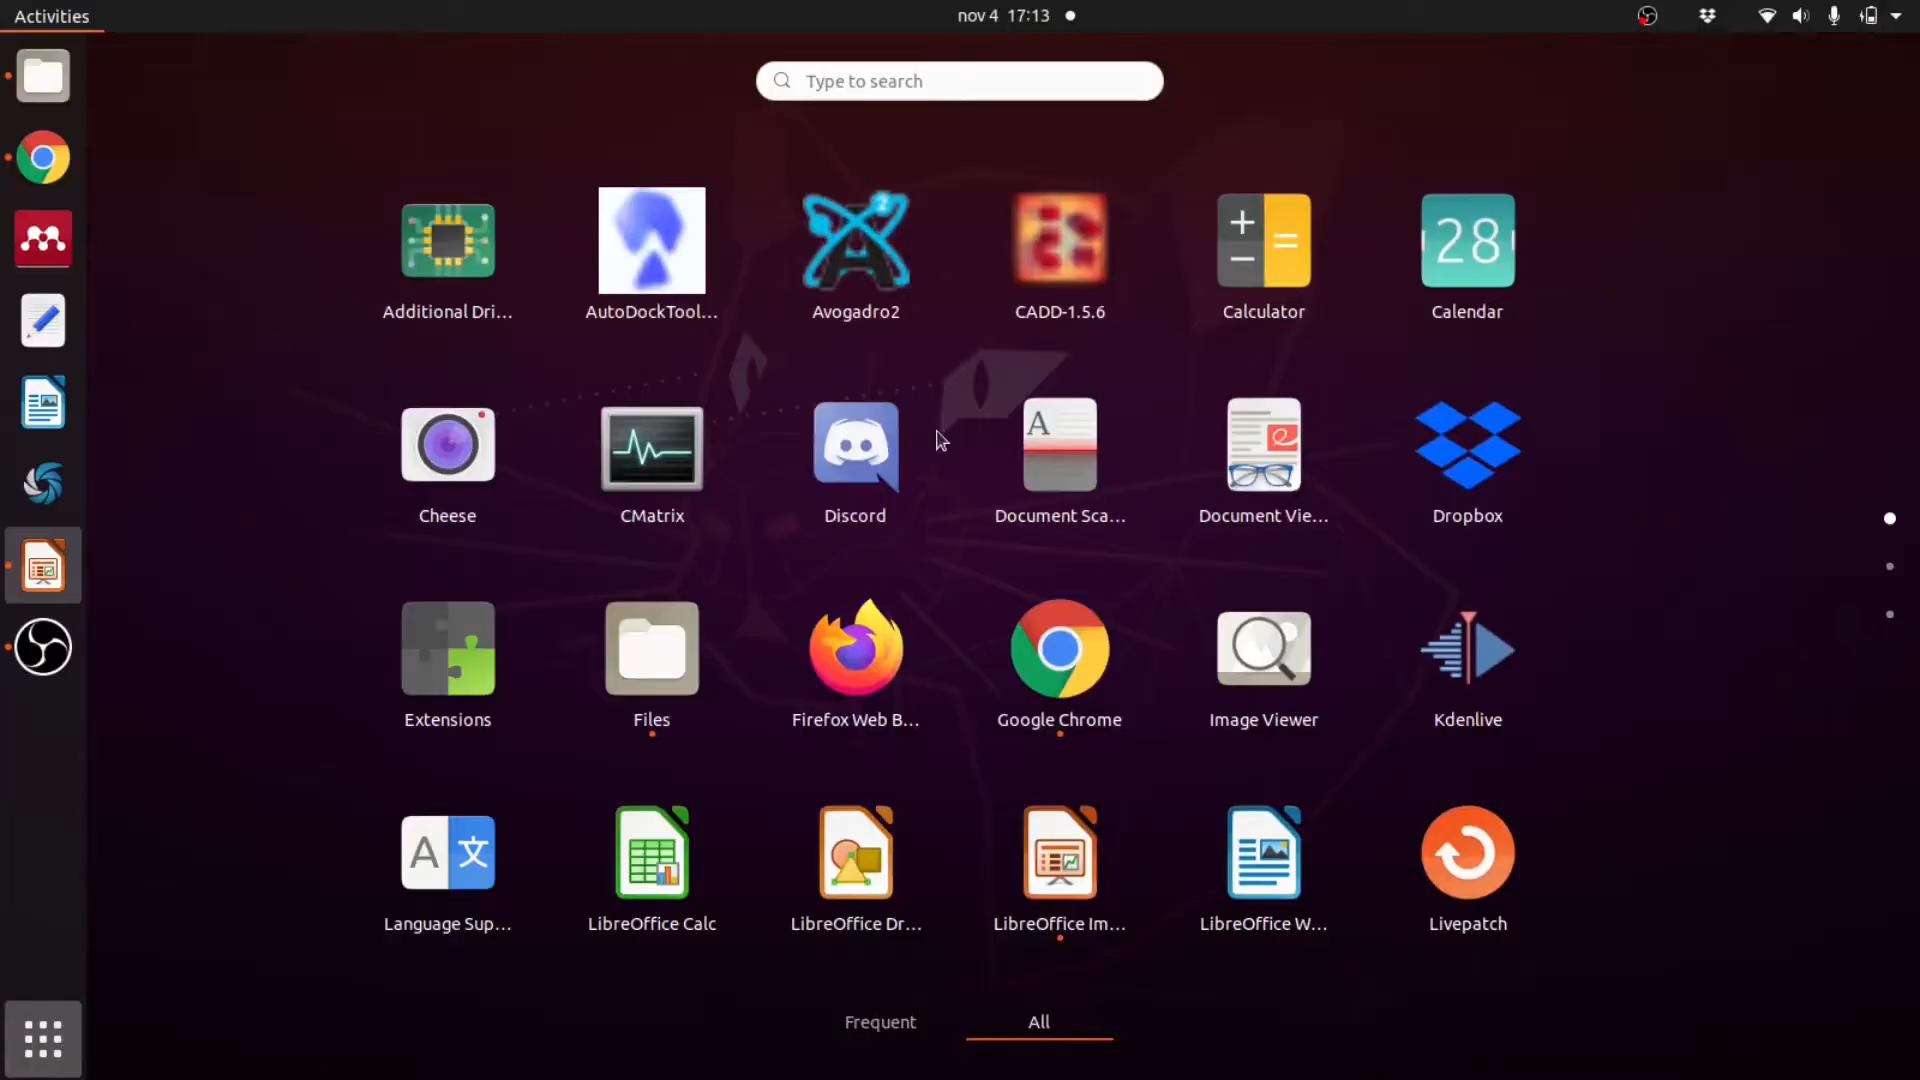 Activities
nov 4 17:13
Type to search
Additional Dri...
AutoDockTool...
Avogadro2
CADD-1.5.6
Calculator
Calendar
28
Cheese
CMatrix
Discord
Document Sca...
Document Vie...
Dropbox
Extensions
Files
Firefox Web B...
Google Chrome
Image Viewer
Kdenlive
Language Sup...
LibreOffice Calc
LibreOffice Dr...
LibreOffice Im...
LibreOffice W...
Livepatch
A
文
A
2
Frequent
All